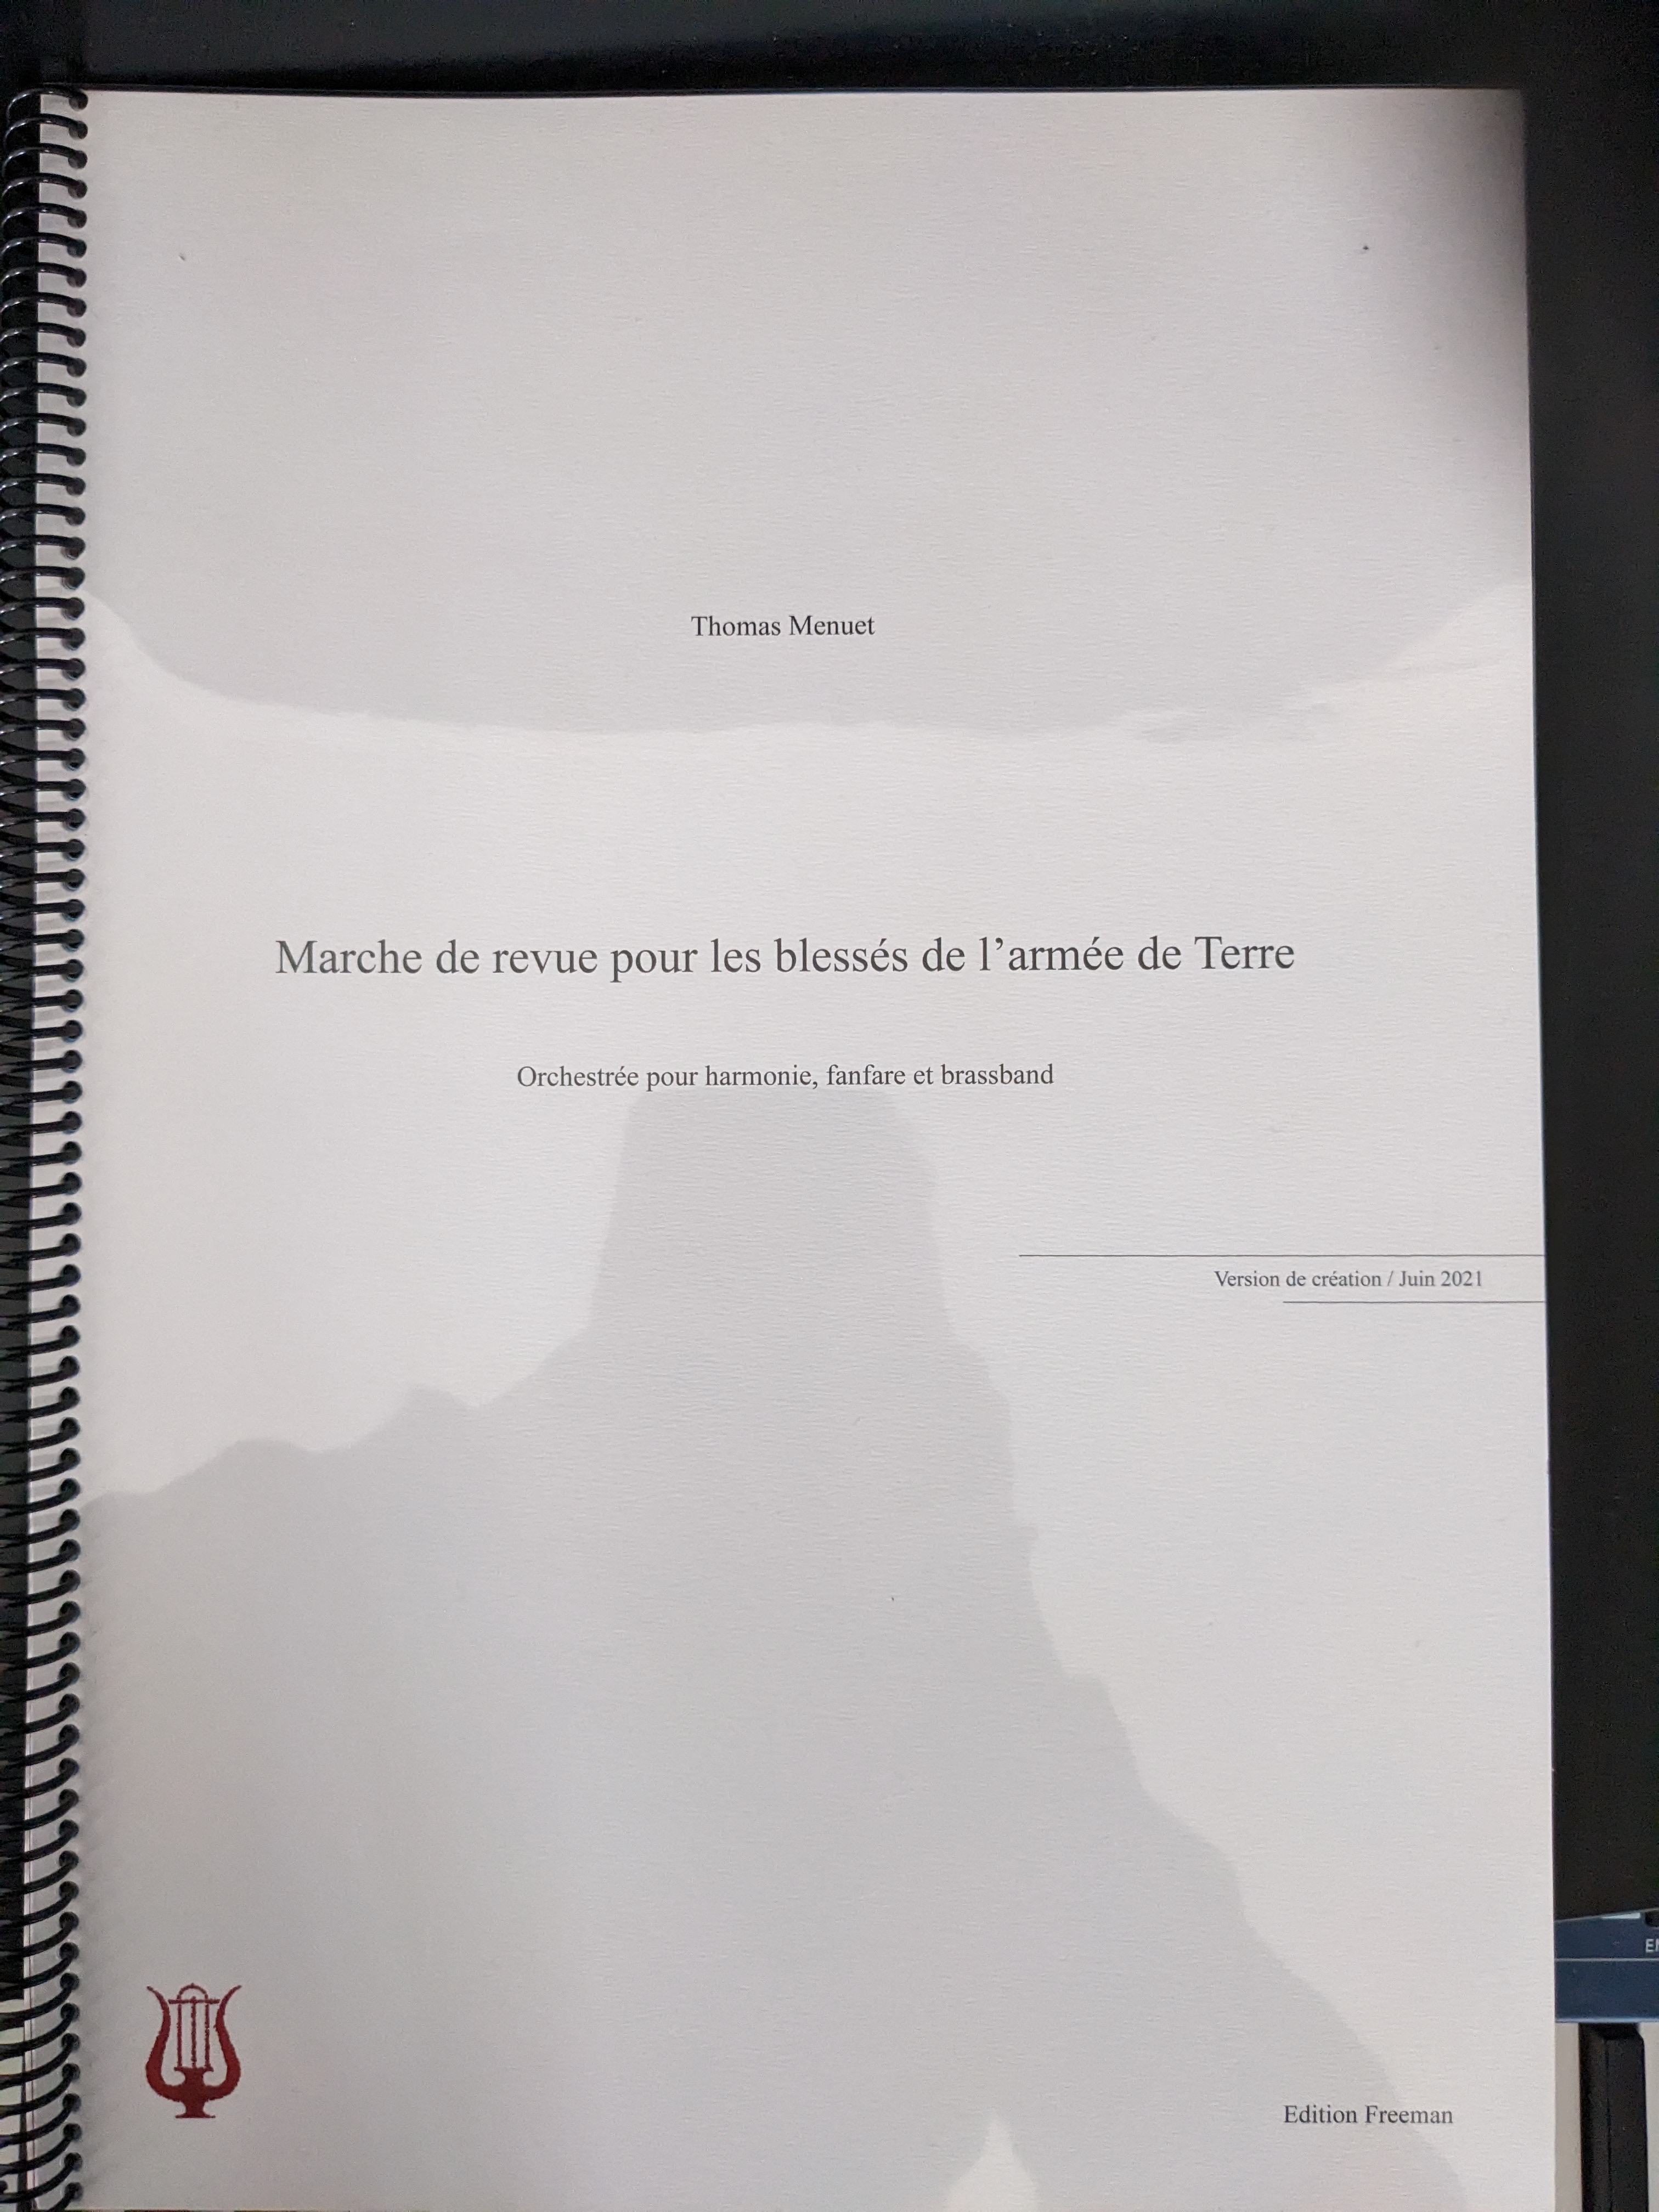 Thomas Menuet
Marche de revue pour les blessés de l’armée de Terre
Orchestrée pour harmonie, fanfare et brassband
Version de création / Juin 2021
Edition Freeman